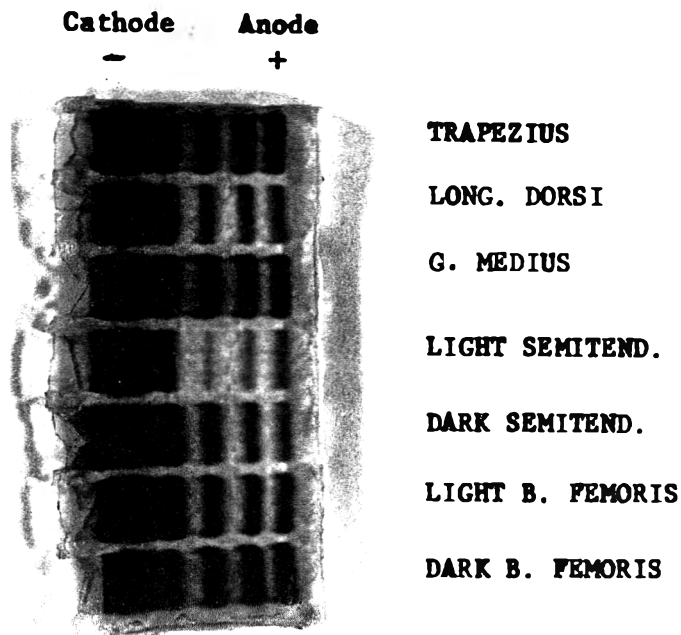 Cathode Anode
- +
TRAPEZIUS
LONG. DORSI
G. MEDIUS
LIGHT SEMITEND.
DARK SEMITEND.
LIGHT B. FEMORIS
DARK B. FEMORIS